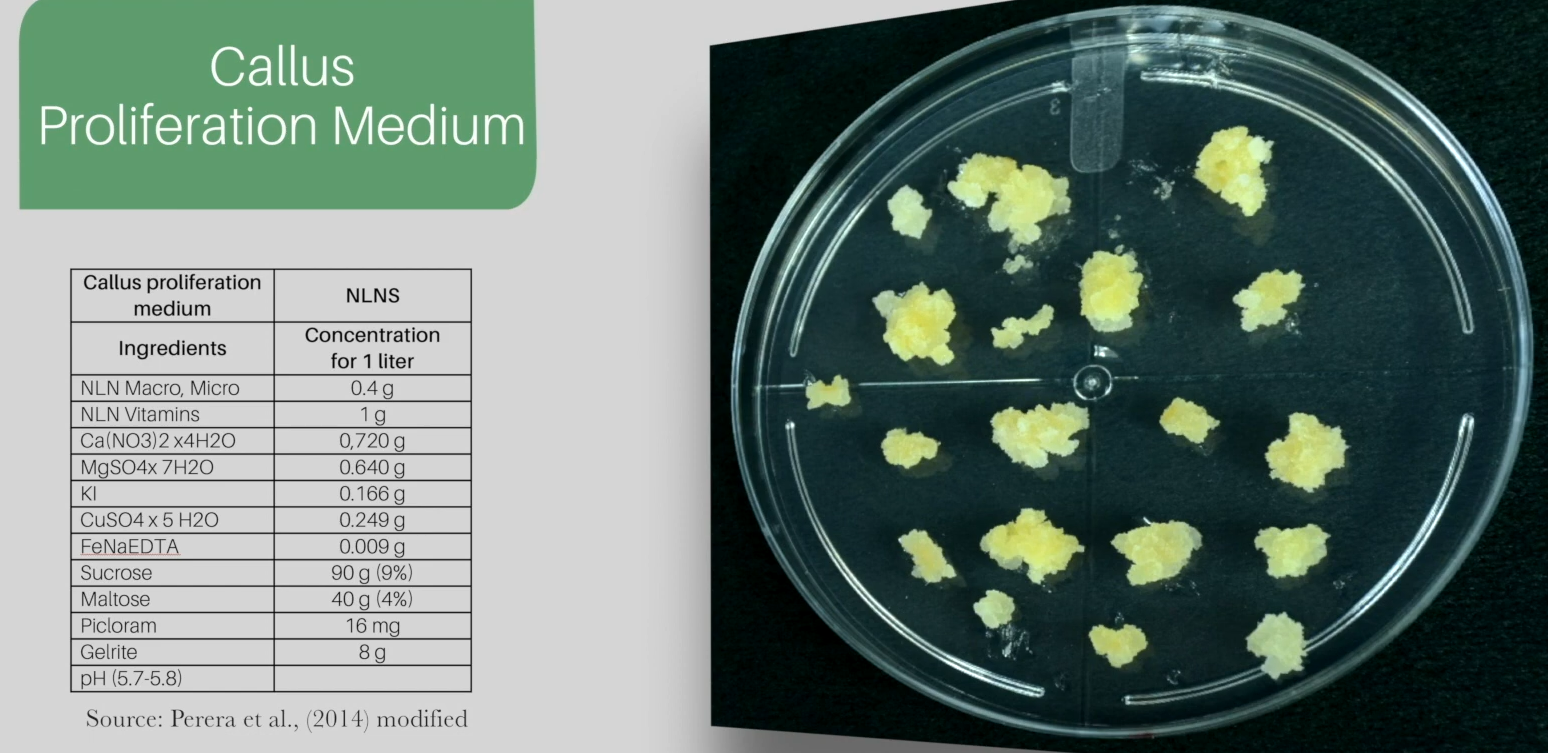 Callus
Proliferation Medium
Callus proliferation medium NLNS
Ingredients Concentration for 1 liter
NLN Macro, Micro 0.4 g
NLN Vitamins 1 g
Ca(NO3)2 x4H2O 0,720 g
MgSO4x 7H2O 0.640 g
KI 0.166 g
CuSO4 x 5 H2O 0.249 g
FeNaEDTA 0.009 g
Sucrose 90 g (9%)
Maltose 40 g (4%)
Picloram 16 mg
Gelrite 8 g
pH (5.7-5.8)
Source: Perera et al., (2014) modified